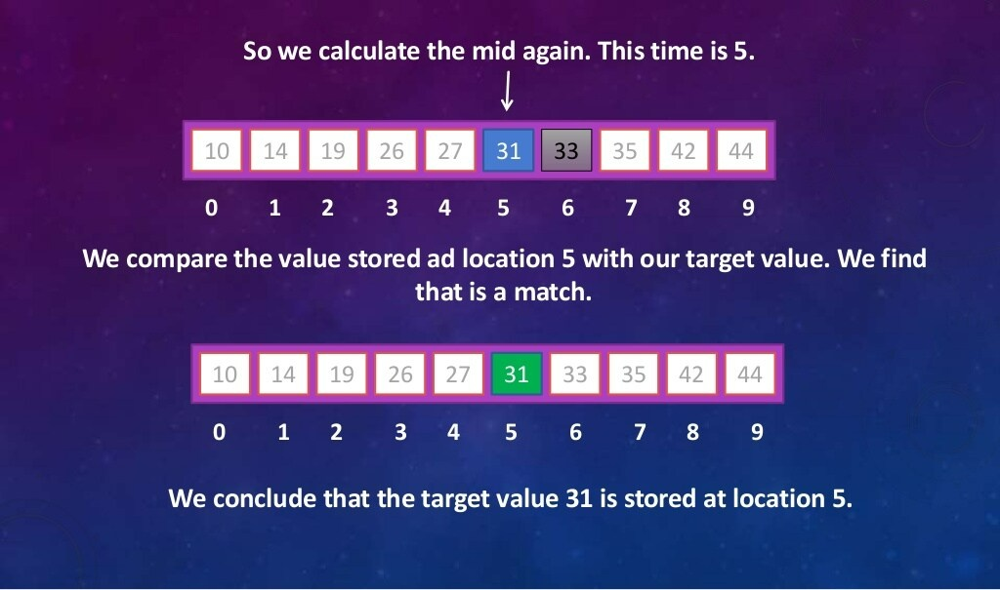 So we calculate the mid again. This time is 5.
10 14 19 26 27 31 33 35 42 44
0 1 2 3 4 5 6 7 8 9
We compare the value stored ad location 5 with our target value. We find
that is a match.
10 14 19 26 27 31 33 35 42 44
0 1 2 3 4 5 6 7 8 9
We conclude that the target value 31 is stored at location 5.